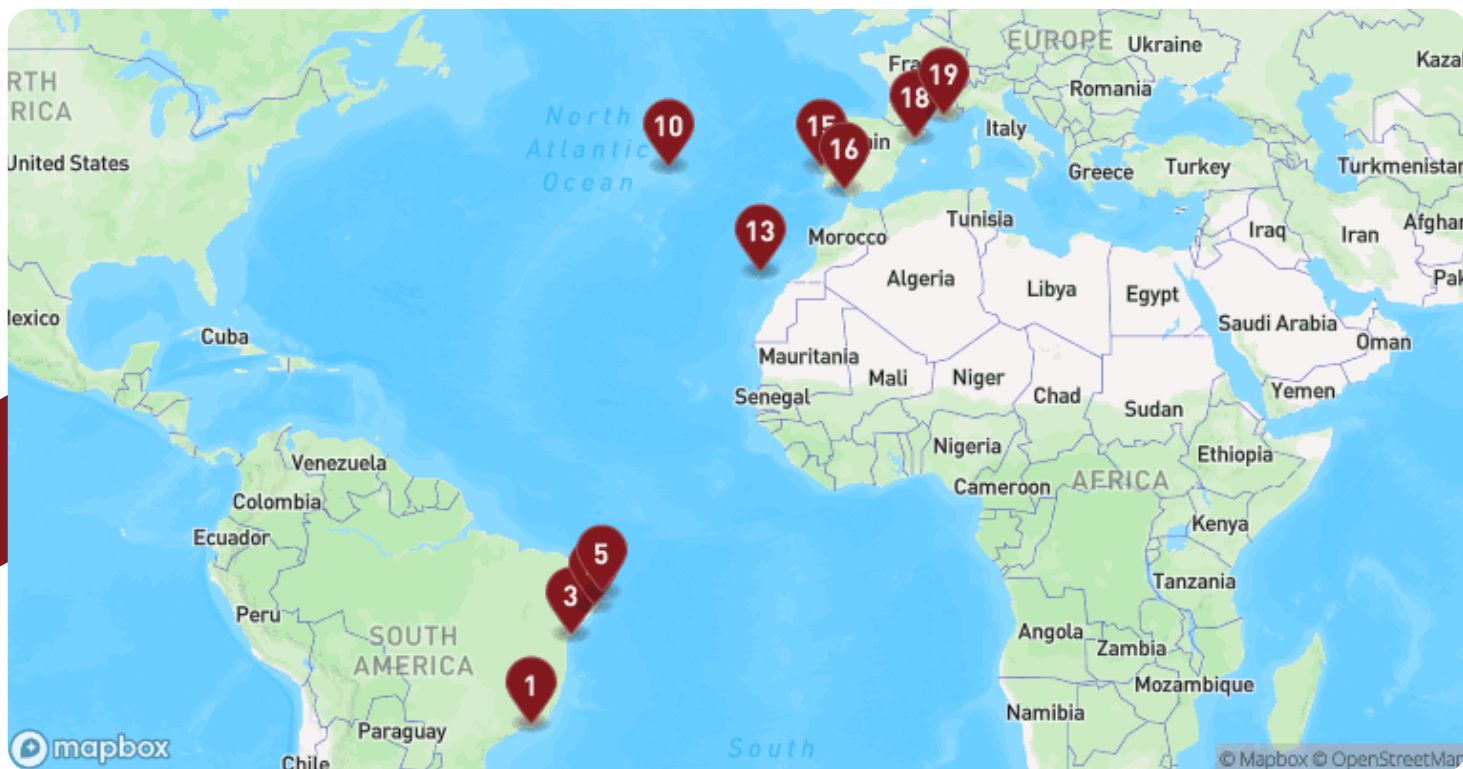 EUROPE
Ukraine
Kazal
Fra
19
RTH
RICA
18
Romania
North
Atlantic
Ocean
10
15
16
ain
Italy
United States
Greece
Turkey
Turkmenistan
Tunisia
13
Morocco
Iraq
Iran
Afghan
Algeria
Libya
Egypt
Pak
Mexico
Saudi Arabia
Cuba
Oman
Mauritania
Mali
Niger
Chad
Yemen
Senegal
Sudan
Nigeria
Ethiopia
Venezuela
AFRICA
Cameroon
Colombia
Kenya
Ecuador
5
Tanzania
3
Peru
SOUTH
AMERICA
Angola
Zambia
1
Mozambique
Namibia
Paraguay
mapbox
South
Chile
© Mapbox © OpenStreetMap